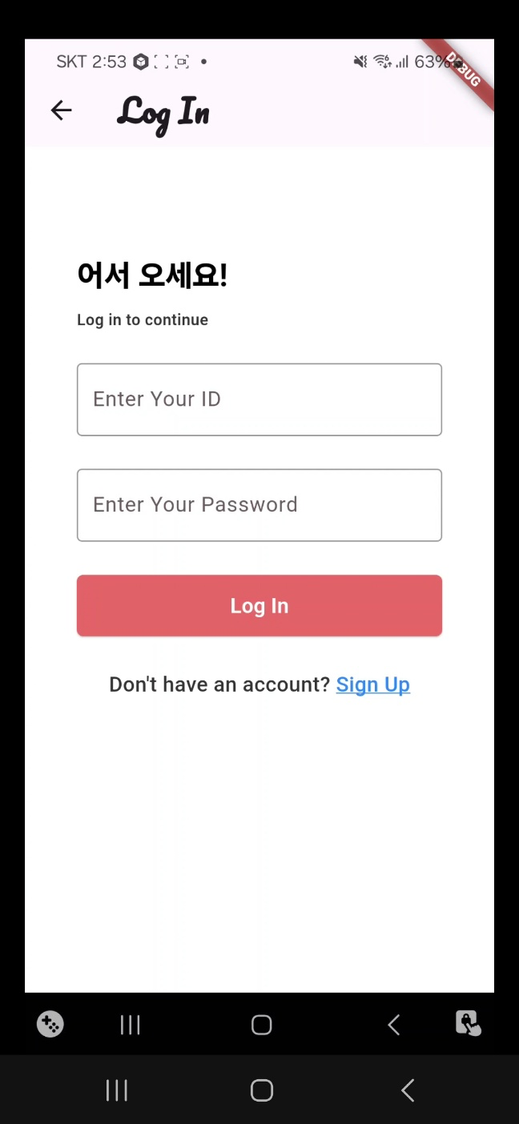 SKT 2:53
63%
DEBUG
Log In
어서 오세요!
Log in to continue
Enter Your ID
Enter Your Password
Log In
Don't have an account? Sign Up